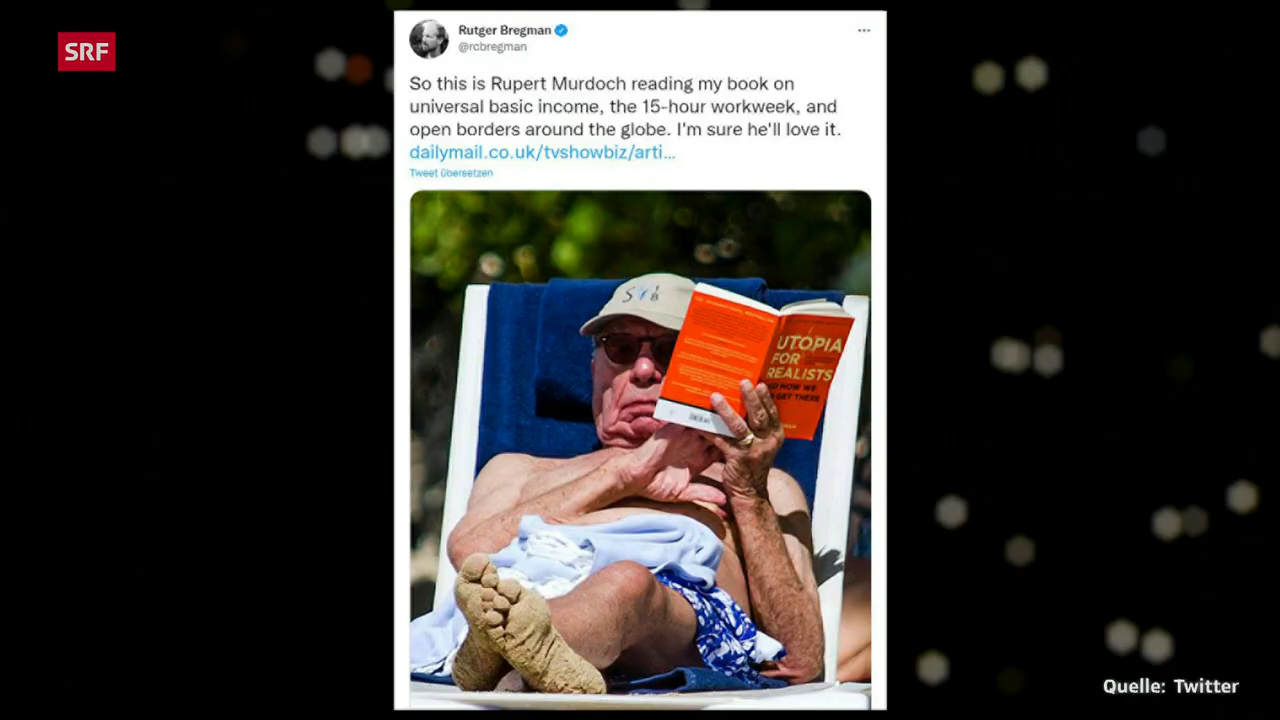 SRF
Rutger Bregman
@rcbregman
So this is Rupert Murdoch reading my book on
universal basic income, the 15-hour workweek, and
open borders around the globe. I'm sure he'll love it.
dailymail.co.uk/tvshowbiz/arti...
Tweet übersetzen
UTOPIA
FOR
REALISTS
GET THERE
Quelle: Twitter